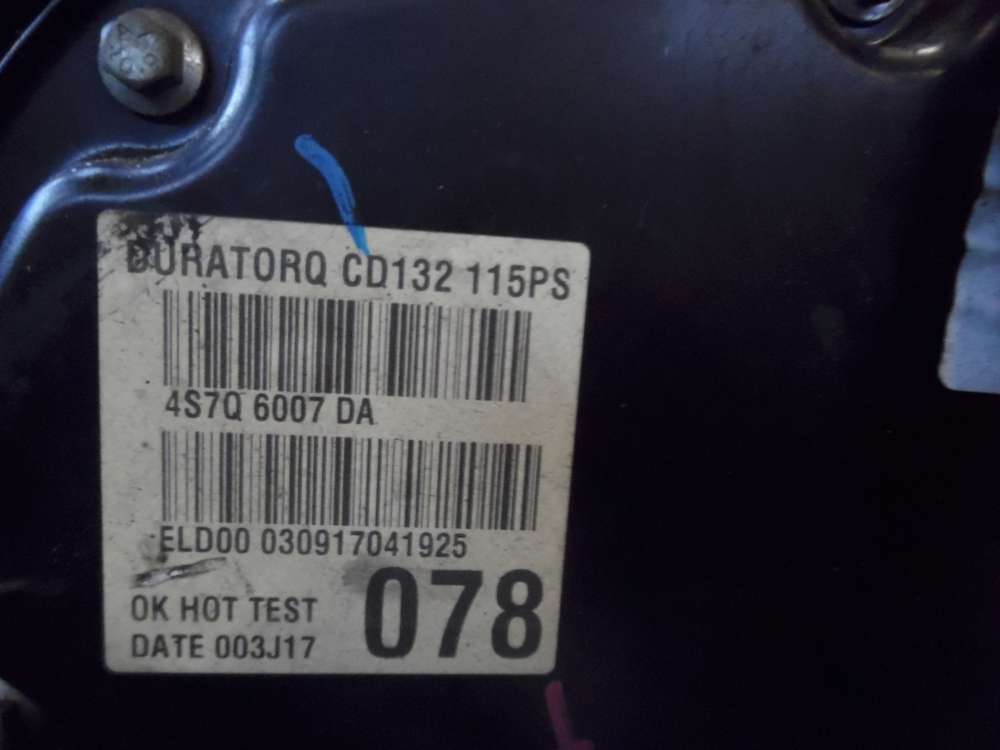 DURATORQ CD132 115PS
4S7Q 6007 DA
ELD00 030917041925
OK HOT TEST
078
DATE 003J17